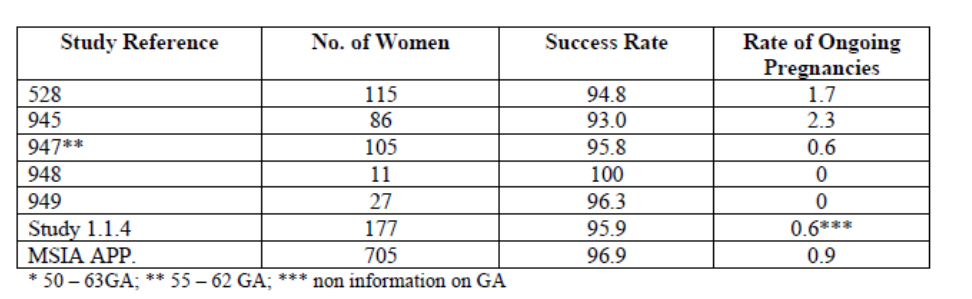 Study Reference No. of Women Success Rate Rate of Ongoing
Pregnancies
528 115 94.8 1.7
945 86 93.0 2.3
947** 105 95.8 0.6
948 11 100 0
949 27 96.3 0
Study 1.1.4 177 95.9 0.6***
MSIA APP. 705 96.9 0.9
* 50 – 63GA; ** 55 – 62 GA; *** non information on GA